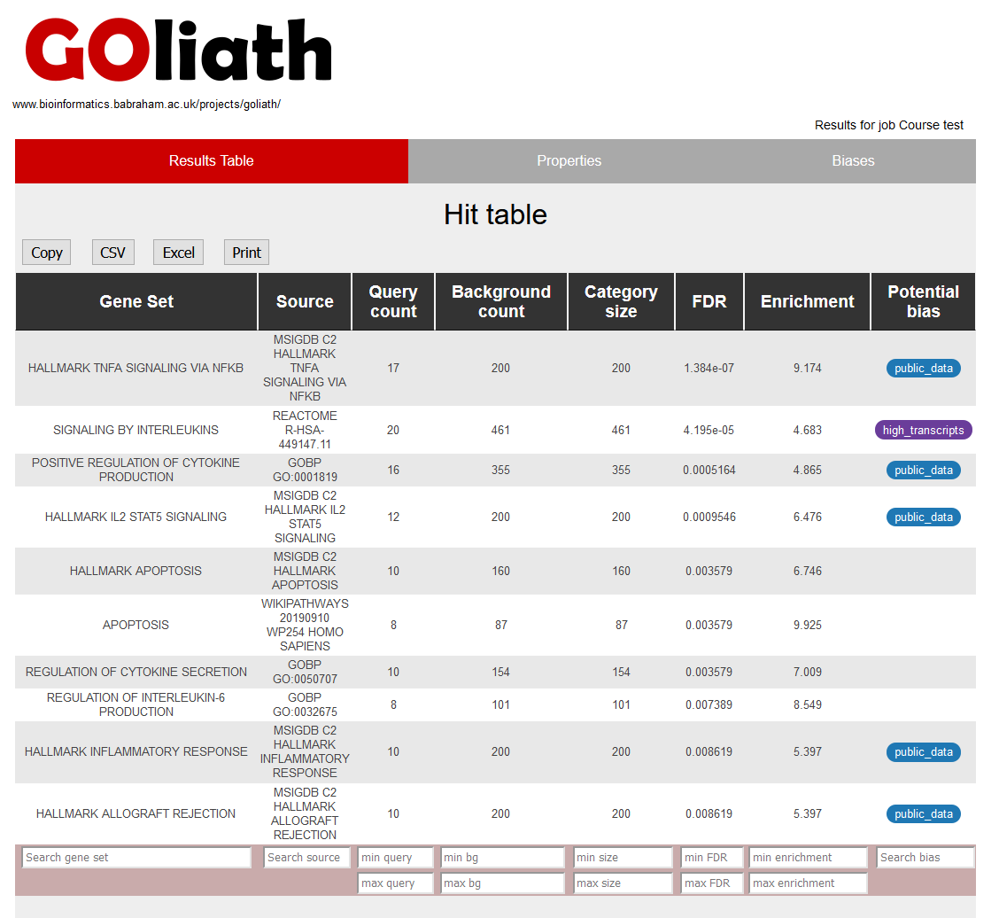 GOliath
www.bioinformatics.babraham.ac.uk/projects/goliath/
Results for job Course test
Results Table Properties Biases
Hit table
Copy CSV Excel Print
Gene Set Source Query count Background count Category size FDR Enrichment Potential bias
HALLMARK TNFA SIGNALING VIA NFKB MSIGDB C2 HALLMARK TNFA SIGNALING VIA NFKB 17 200 200 1.384e-07 9.174 public_data
SIGNALING BY INTERLEUKINS REACTOME R-HSA-449147.11 20 461 461 4.195e-05 4.683 high_transcripts
POSITIVE REGULATION OF CYTOKINE PRODUCTION GOBP GO:0001819 16 355 355 0.0005164 4.865 public_data
HALLMARK IL2 STAT5 SIGNALING MSIGDB C2 HALLMARK IL2 STAT5 SIGNALING 12 200 200 0.0009546 6.476 public_data
HALLMARK APOPTOSIS MSIGDB C2 HALLMARK APOPTOSIS 10 160 160 0.003579 6.746
APOPTOSIS WIKIPATHWAYS 20190910 WP254 HOMO SAPIENS 8 87 87 0.003579 9.925
REGULATION OF CYTOKINE SECRETION GOBP GO:0050707 10 154 154 0.003579 7.009
REGULATION OF INTERLEUKIN-6 PRODUCTION GOBP GO:0032675 8 101 101 0.007389 8.549
HALLMARK INFLAMMATORY RESPONSE MSIGDB C2 HALLMARK INFLAMMATORY RESPONSE 10 200 200 0.008619 5.397 public_data
HALLMARK ALLOGRAFT REJECTION MSIGDB C2 HALLMARK ALLOGRAFT REJECTION 10 200 200 0.008619 5.397 public_data
Search gene set Search source min query min bg min size min FDR min enrichment Search bias
max query max bg max size max FDR max enrichment